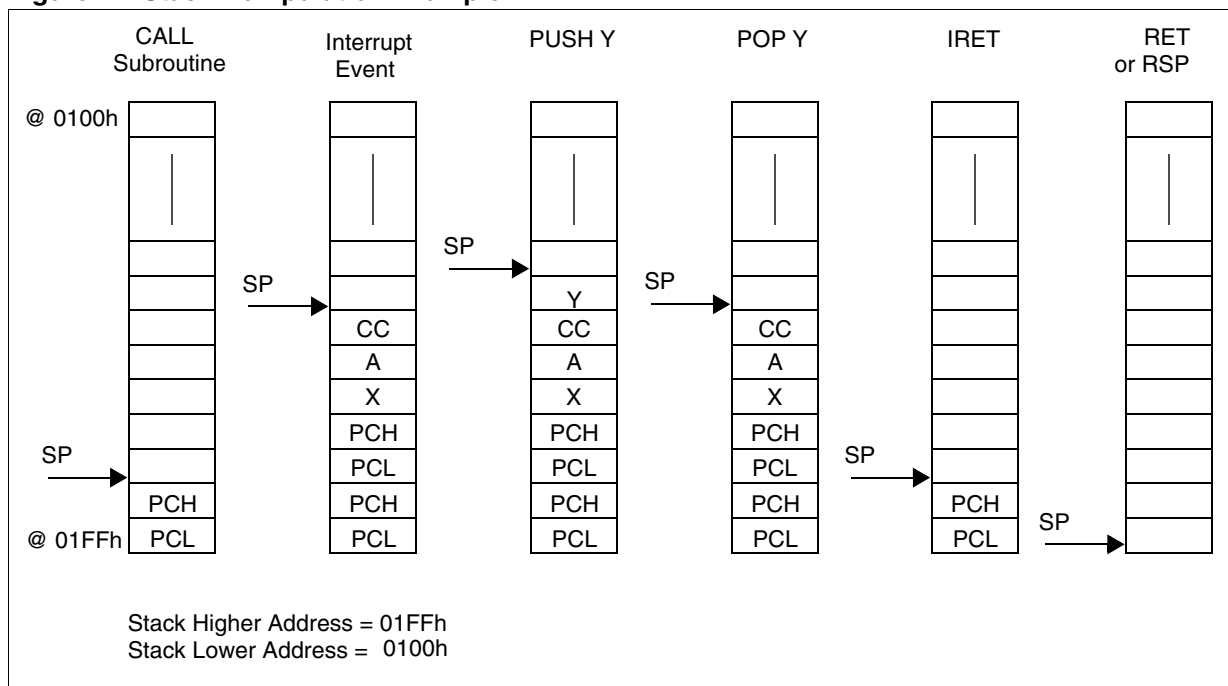 CALL Subroutine
Interrupt Event
PUSH Y
POP Y
IRET
RET or RSP
@ 0100h
SP
SP
SP
Y
CC
CC
CC
A
A
A
X
X
X
PCH
PCH
PCH
SP
PCL
PCL
PCL
SP
PCH
PCH
PCH
PCH
PCH
SP
@ 01FFh
PCL
PCL
PCL
PCL
PCL
Stack Higher Address = 01FFh
Stack Lower Address = 0100h